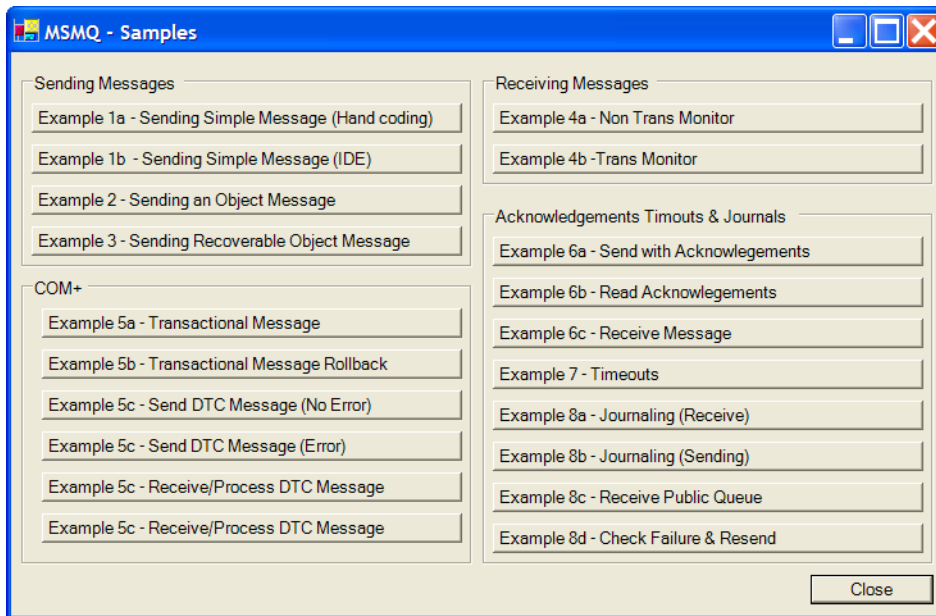 MSMQ - Samples
Sending Messages
Example 1a - Sending Simple Message (Hand coding)
Example 1b - Sending Simple Message (IDE)
Example 2 - Sending an Object Message
Example 3 - Sending Recoverable Object Message
COM+
Example 5a - Transactional Message
Example 5b - Transactional Message Rollback
Example 5c - Send DTC Message (No Error)
Example 5c - Send DTC Message (Error)
Example 5c - Receive/Process DTC Message
Example 5c - Receive/Process DTC Message
Receiving Messages
Example 4a - Non Trans Monitor
Example 4b -Trans Monitor
Acknowledgements Timouts & Journals
Example 6a - Send with Acknowlegements
Example 6b - Read Acknowlegements
Example 6c - Receive Message
Example 7 - Timeouts
Example 8a - Journaling (Receive)
Example 8b - Journaling (Sending)
Example 8c - Receive Public Queue
Example 8d - Check Failure & Resend
Close